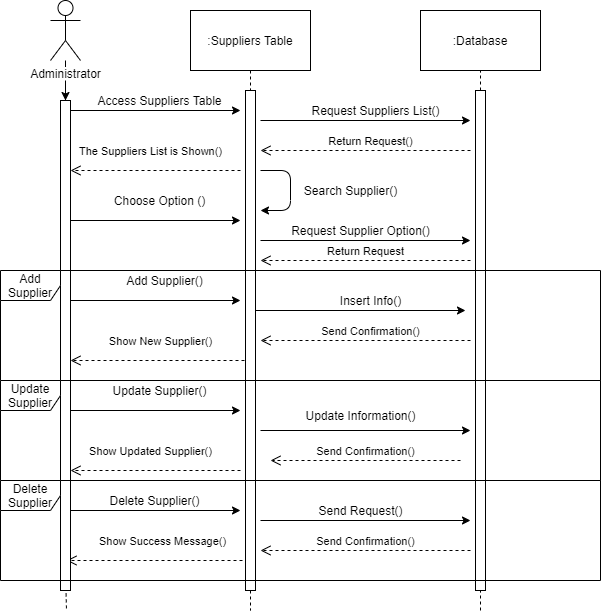 :Suppliers Table
:Database
Administrator
Access Suppliers Table
Request Suppliers List()
Return Request()
The Suppliers List is Shown()
Search Supplier()
Choose Option ()
Request Supplier Option()
Return Request
Add
Supplier
Add Supplier()
Insert Info()
Send Confirmation()
Show New Supplier()
Update
Supplier
Update Supplier()
Update Information()
Send Confirmation()
Show Updated Supplier()
Delete
Supplier
Delete Supplier()
Send Request()
Send Confirmation()
Show Success Message()